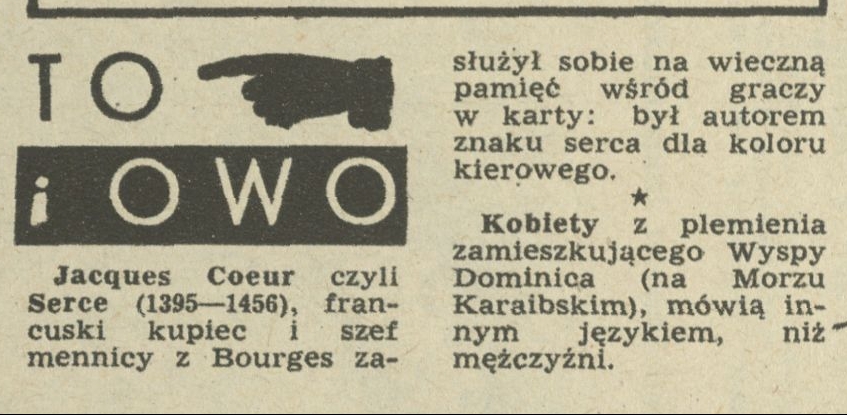 TO
i OWO
Jacques Coeur czyli
Serce (1395—1456), fran-
cuski kupiec i szef
mennicy z Bourges za-
służył sobie na wieczną
pamięć wśród graczy
w karty: był autorem
znaku serca dla koloru
kierowego.
★
Kobiety z plemienia
zamieszkującego Wyspy
Dominica (na Morzu
Karaibskim), mówią in-
nym językiem, niż
mężczyźni.